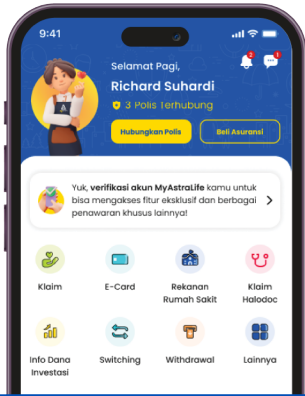 9:41
Selamat Pagi,
Richard Suhardi
3 Polis Terhubung
Hubungkan Polis
Beli Asuransi
Yuk, verifikasi akun MyAstraLife kamu untuk
bisa mengakses fitur eksklusif dan berbagai
penawaran khusus lainnya!
Klaim
E-Card
Rekanan
Rumah Sakit
Klaim
Halodoc
Info Dana
Investasi
Switching
Withdrawal
Lainnya